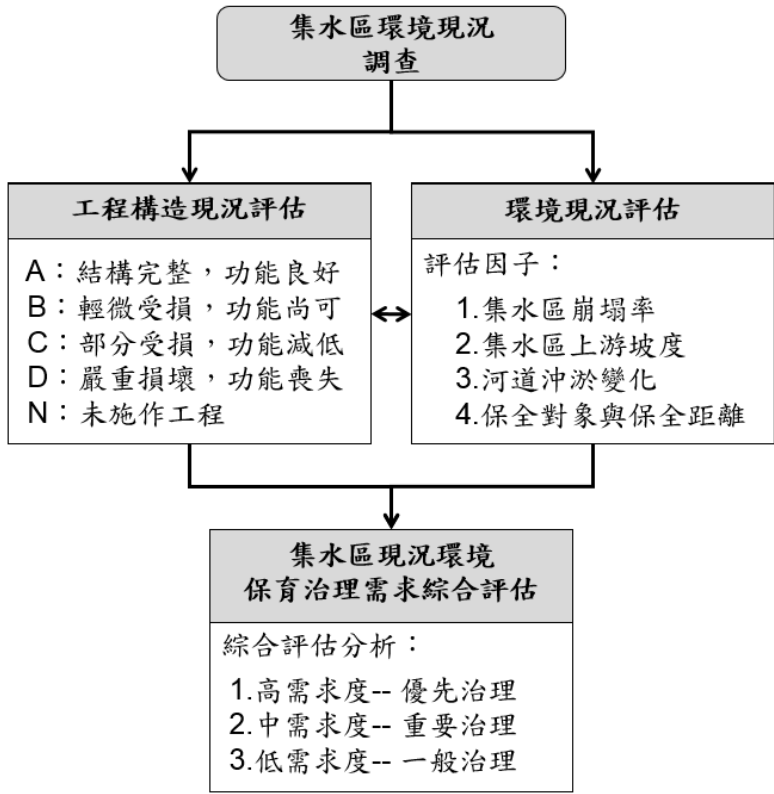 集水區環境現況
調查
工程構造現況評估
A：結構完整，功能良好
B：輕微受損，功能尚可
C：部分受損，功能減低
D：嚴重損壞，功能喪失
N：未施作工程
環境現況評估
評估因子：
1.集水區崩塌率
2.集水區上游坡度
3.河道沖淤變化
4.保全對象與保全距離
集水區現況環境
保育治理需求綜合評估
綜合評估分析：
1.高需求度-- 優先治理
2.中需求度-- 重要治理
3.低需求度-- 一般治理